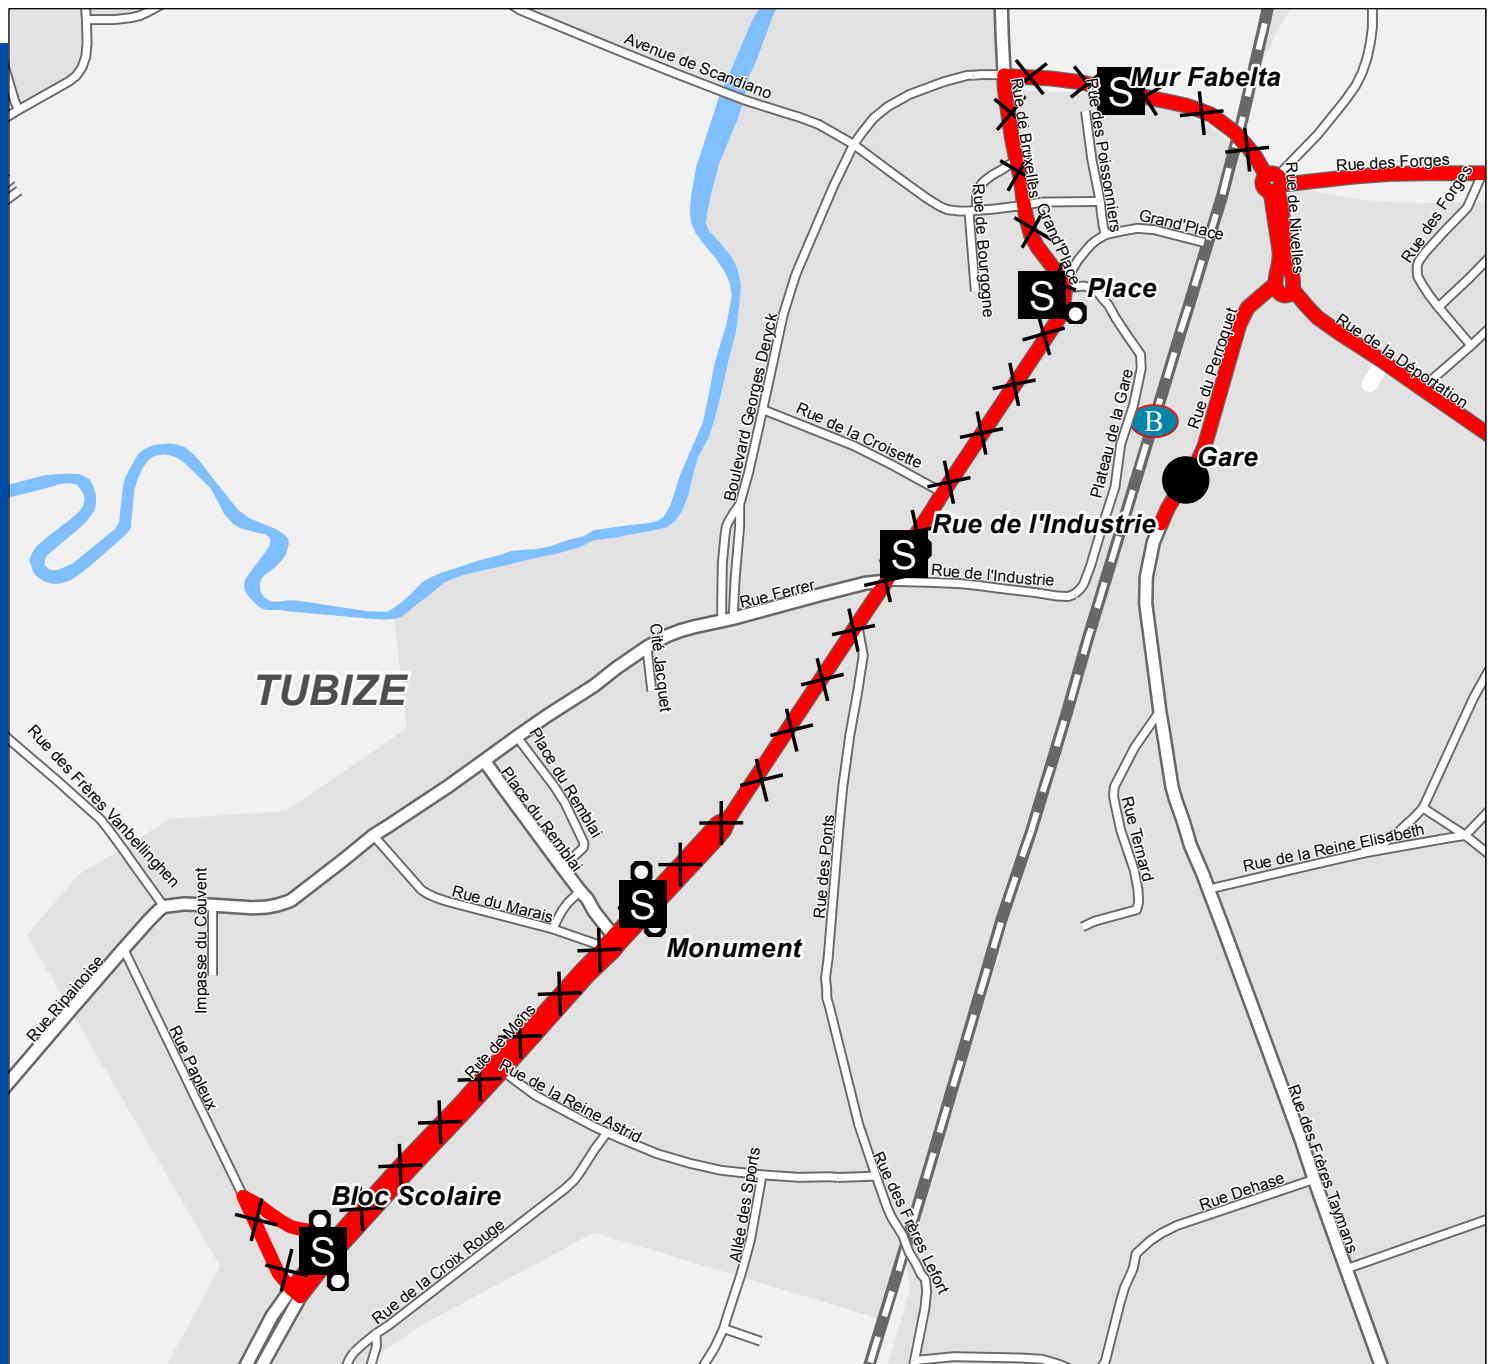 Avenue de Scandiano
S
Mur Fabelta
Rue de Bruxelles
Rue des Poissonniers
Rue des Forges
Rue de Nivelles
Rue des Forges
Rue de Bourgogne
Grand'Place
Grand'Place
S
Place
Boulevard Georges Deryck
Rue du Perroquet
Rue de la Déportation
Plateau de la Gare
B
Rue de la Croisette
Gare
Rue de l'Industrie
S
Rue de l'Industrie
Rue Ferrer
Cité Jacquet
TUBIZE
Rue des Frères Vanbellinghen
Place du Remblai
Place du Remblai
Rue des Ponts
Rue Ternard
Rue de la Reine Elisabeth
Impasse du Couvent
Rue du Marais
S
Monument
Rue Ripainoise
Rue Papleux
Rue de Mons
Rue de la Reine Astrid
Rue des Frères Taymans
Bloc Scolaire
S
Allée des Sports
Rue des Frères Lefort
Rue Dehase
Rue de la Croix Rouge